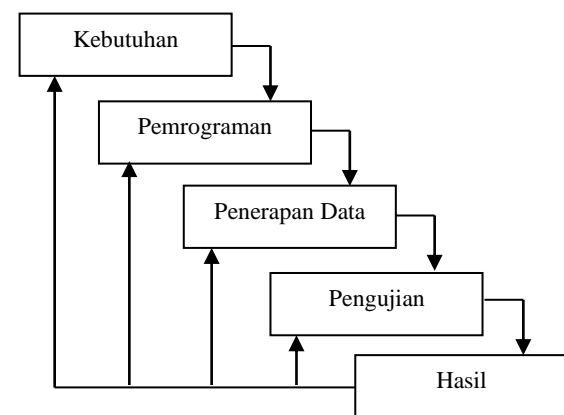 Kebutuhan
Pemrograman
Penerapan Data
Pengujian
Hasil